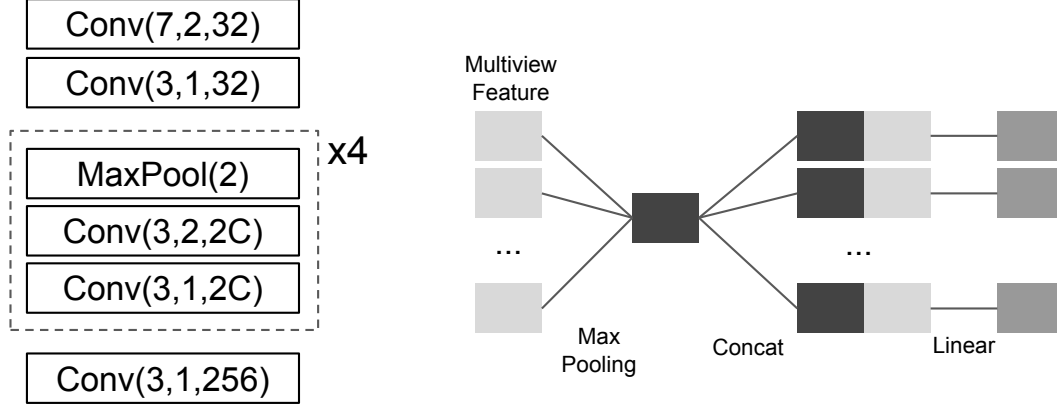 Conv(7,2,32)
Conv(3,1,32)
x4
MaxPool(2)
Conv(3,2,2C)
Conv(3,1,2C)
Conv(3,1,256)
Multiview
Feature
...
...
Max
Pooling
Concat
Linear